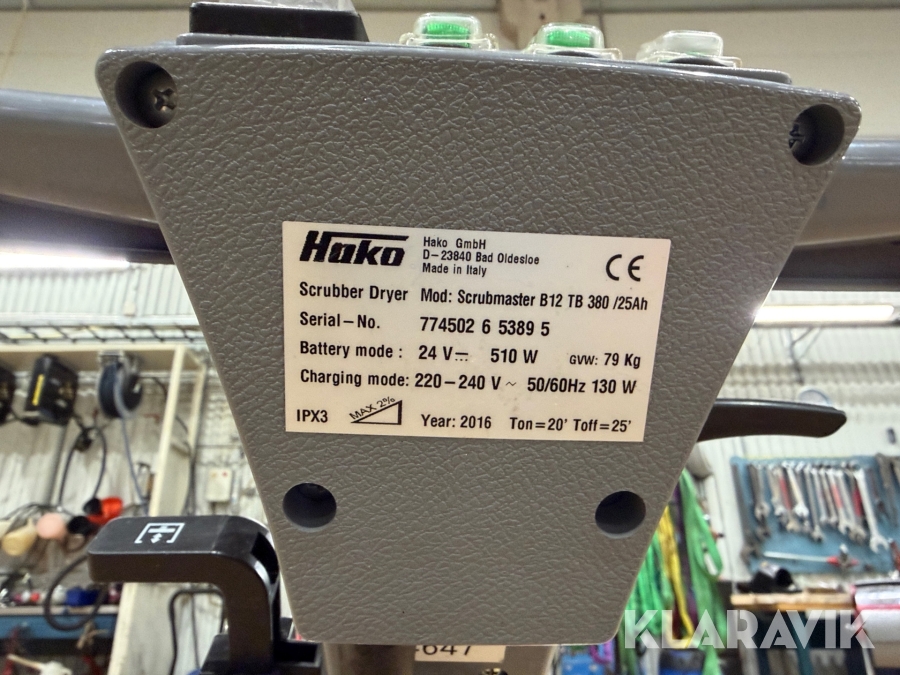 Hako
Hako GmbH
D-23840 Bad Oldesloe
Made in Italy
CE
Scrubber Dryer Mod: Scrubmaster B12 TB 380 /25Ah
Serial-No. 774502 6 5389 5
Battery mode : 24 V⎓ 510 W GVW: 79 Kg
Charging mode: 220-240 V ~ 50/60Hz 130 W
IPX3 MAX 2% Year: 2016 Ton=20' Toff=25'
KLARAVIK